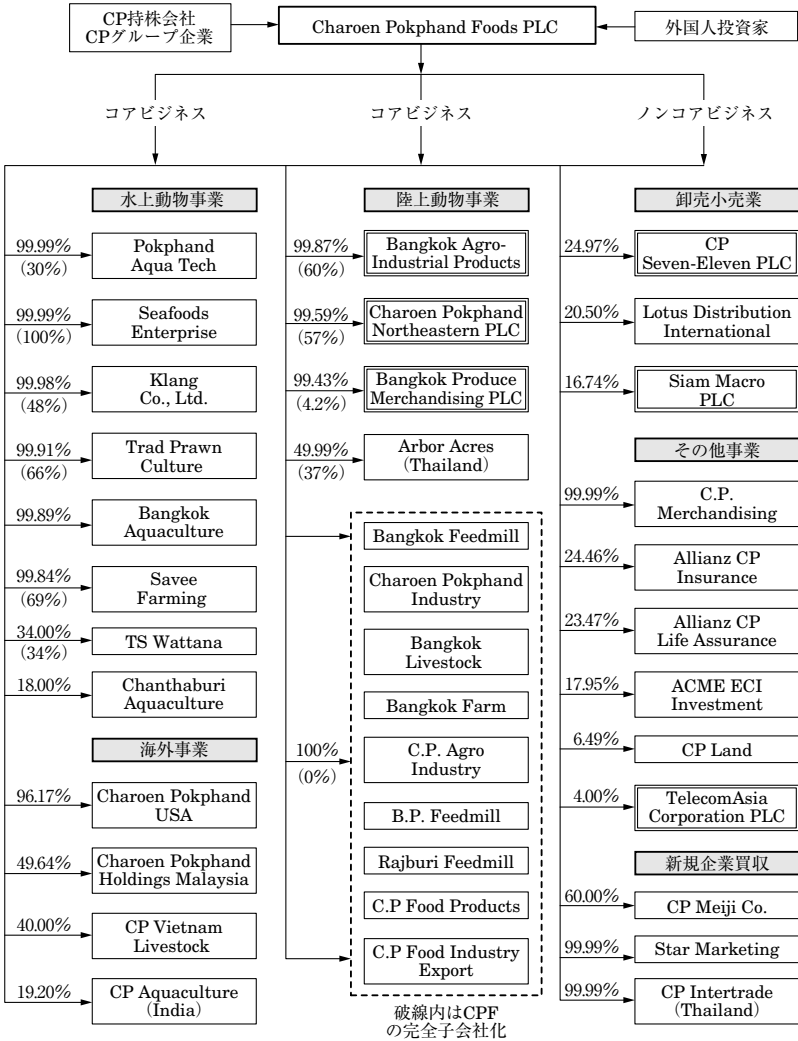 CP持株会社
CPグループ企業
Charoen Pokphand Foods PLC
外国人投資家
コアビジネス
コアビジネス
ノンコアビジネス
水上動物事業
99.99%
(30%)
Pokphand
Aqua Tech
99.99%
(100%)
Seafoods
Enterprise
99.98%
(48%)
Klang
Co., Ltd.
99.91%
(66%)
Trad Prawn
Culture
99.89%
Bangkok
Aquaculture
99.84%
(69%)
Savee
Farming
34.00%
(34%)
TS Wattana
18.00%
Chanthaburi
Aquaculture
海外事業
96.17%
Charoen Pokphand
USA
49.64%
Charoen Pokphand
Holdings Malaysia
40.00%
CP Vietnam
Livestock
19.20%
CP Aquaculture
(India)
陸上動物事業
99.87%
(60%)
Bangkok Agro-
Industrial Products
99.59%
(57%)
Charoen Pokphand
Northeastern PLC
99.43%
(4.2%)
Bangkok Produce
Merchandising PLC
49.99%
(37%)
Arbor Acres
(Thailand)
100%
(0%)
Bangkok Feedmill
Charoen Pokphand
Industry
Bangkok
Livestock
Bangkok Farm
C.P. Agro
Industry
B.P. Feedmill
Rajburi Feedmill
C.P Food Products
C.P Food Industry
Export
破線内はCPF
の完全子会社化
卸売小売業
24.97%
CP
Seven-Eleven PLC
20.50%
Lotus Distribution
International
16.74%
Siam Macro
PLC
その他事業
99.99%
C.P.
Merchandising
24.46%
Allianz CP
Insurance
23.47%
Allianz CP
Life Assurance
17.95%
ACME ECI
Investment
6.49%
CP Land
4.00%
TelecomAsia
Corporation PLC
新規企業買収
60.00%
CP Meiji Co.
99.99%
Star Marketing
99.99%
CP Intertrade
(Thailand)